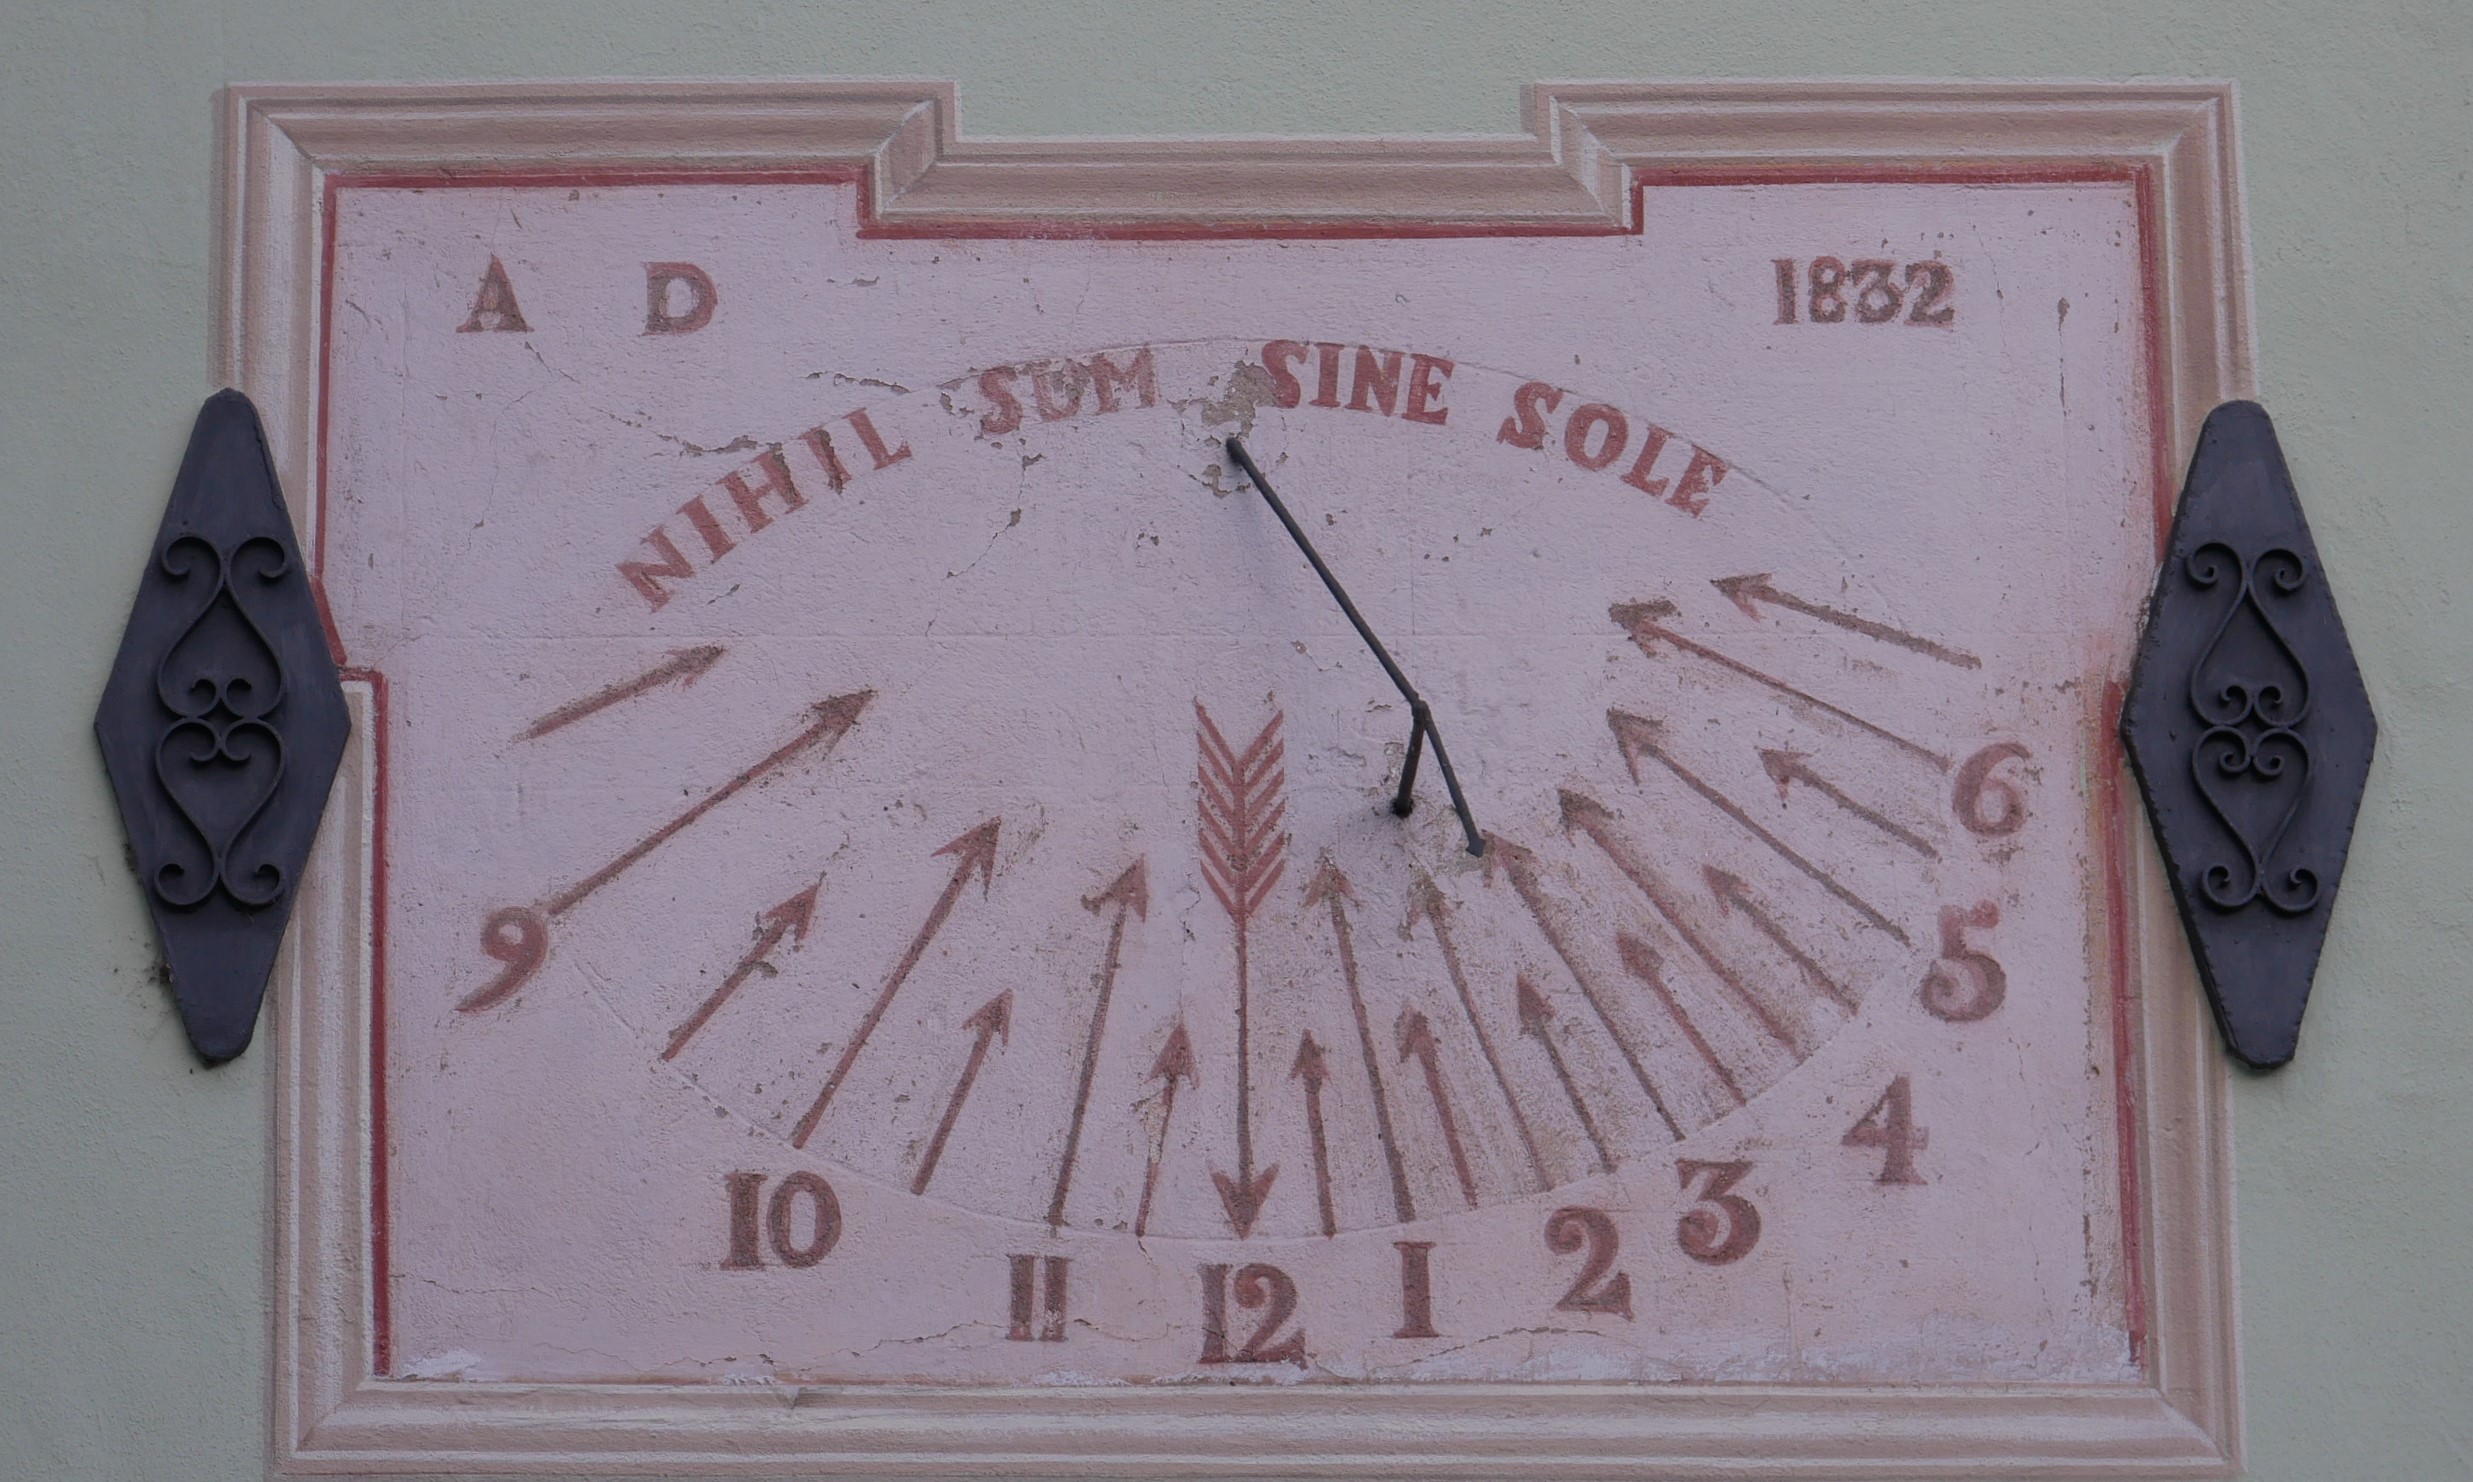 A D 1832
NIHIL SUM SINE SOLE
9 10 11 12 1 2 3 4 5 6